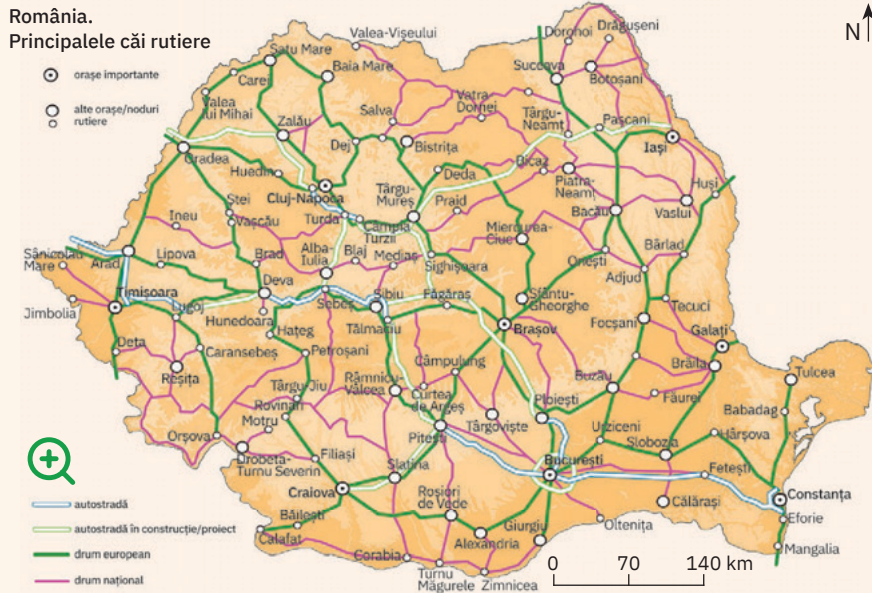 România.
Principalele căi rutiere
N
orașe importante
alte orașe/noduri
rutiere
Satu Mare
Carei
Valea
lui Mihai
Baia Mare
Valea-Vișeului
Zalău
Salva
Vatra
Dornei
Suceava
Doronoi
Drăgușeni
Botoșani
Târgu-
Neamț
Pașcani
Iași
Oradea
Dej
Bistrița
Huedin
Cluj-Napoca
Deda
Bicaz
Piatra-
Neamț
Târgu-
Mureș
Praid
Ștei
Vașcău
Turda
Câmpia
Turzii
Miercurea-
Ciuc
Bacău
Vaslui
Huși
Ineu
Alba-
Iulia
Blaj
Mediaș
Sighișoara
Onești
Adjud
Bârlad
Sânicolau
Mare
Arad
Lipova
Brad
Deva
Sebeș
Sibiu
Făgăraș
Sfântu-
Gheorghe
Tecuci
Timișoara
Jimbolia
Lugoj
Hunedoara
Tălmaciu
Brașov
Focșani
Galați
Hațeg
Deta
Caransebeș
Petroșani
Câmpulung
Brăila
Tulcea
Reșița
Târgu-Jiu
Râmnicu-
Vâlcea
Curtea
de Argeș
Ploiești
Buzău
Făurei
Babadag
Rovinari
Motru
Pitești
Târgoviște
Urziceni
Slobozia
Hârșova
Orșova
Drobeta-
Turnu Severin
Filiași
Slatina
București
Fetești
Craiova
Roșiori
de Vede
Călărași
Constanța
Băilești
Giurgiu
Oltenița
Eforie
Calafat
Corabia
Alexandria
Mangalia
Turnu
Măgurele
Zimnicea
autostradă
autostradă în construcție/proiect
drum european
drum național
0 70 140 km